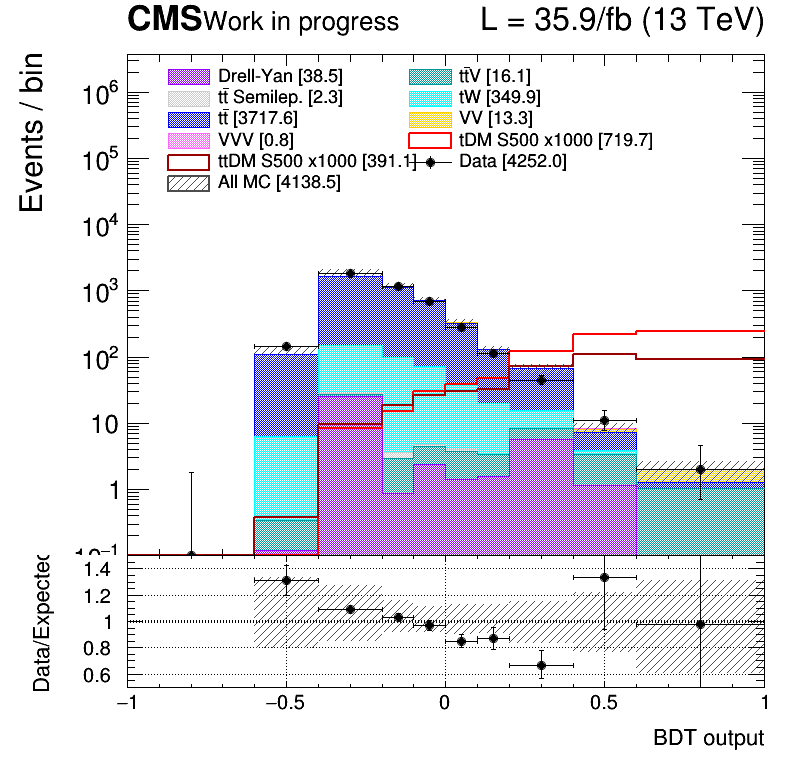 CMS Work in progress L = 35.9/fb (13 TeV)
Events / bin
Drell-Yan [38.5] tt̄V [16.1]
tt̄ Semilep. [2.3] tW [349.9]
tt̄ [3717.6] VV [13.3]
VVV [0.8] tDM S500 x1000 [719.7]
ttDM S500 x1000 [391.1] Data [4252.0]
All MC [4138.5]
10⁶
10⁵
10⁴
10³
10²
10
1
10⁻¹
Data/Expected
1.4
1.2
1
0.8
0.6
−1 −0.5 0 0.5 1
BDT output